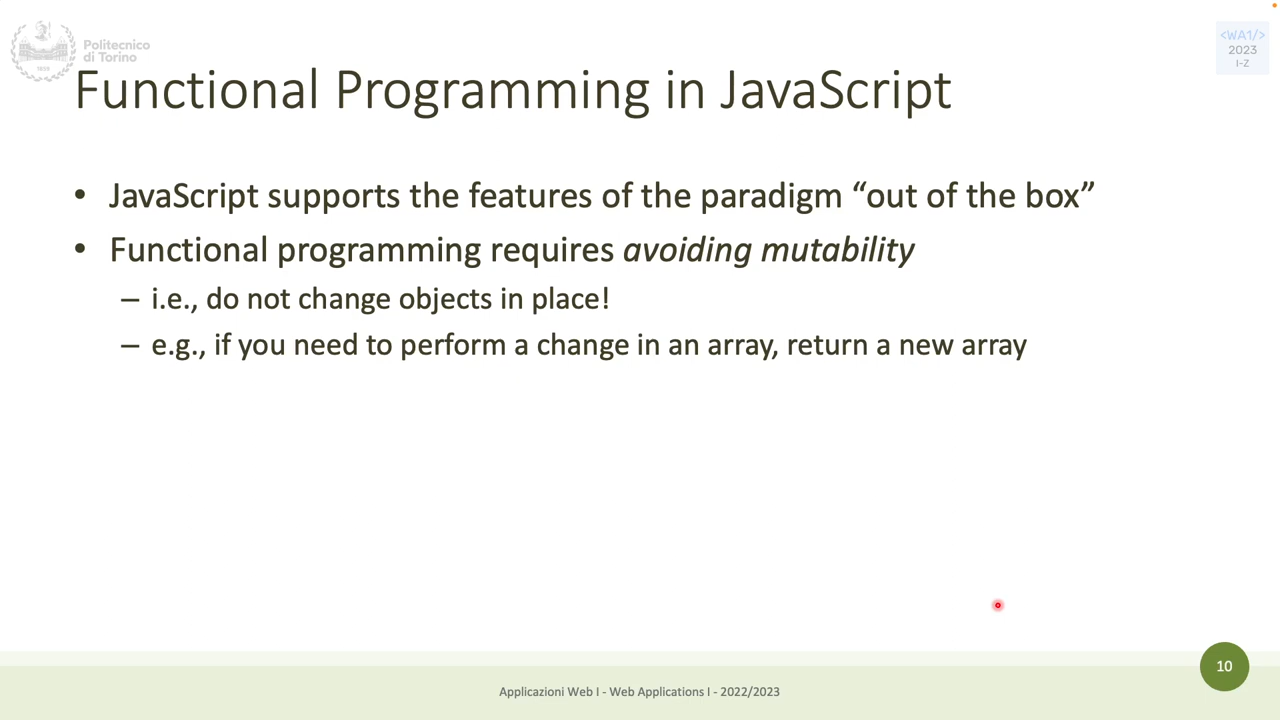 Politecnico
di Torino
1859
<WA1/>
2023
I-Z
Functional Programming in JavaScript
• JavaScript supports the features of the paradigm “out of the box”
• Functional programming requires avoiding mutability
– i.e., do not change objects in place!
– e.g., if you need to perform a change in an array, return a new array
10
Applicazioni Web I - Web Applications I - 2022/2023